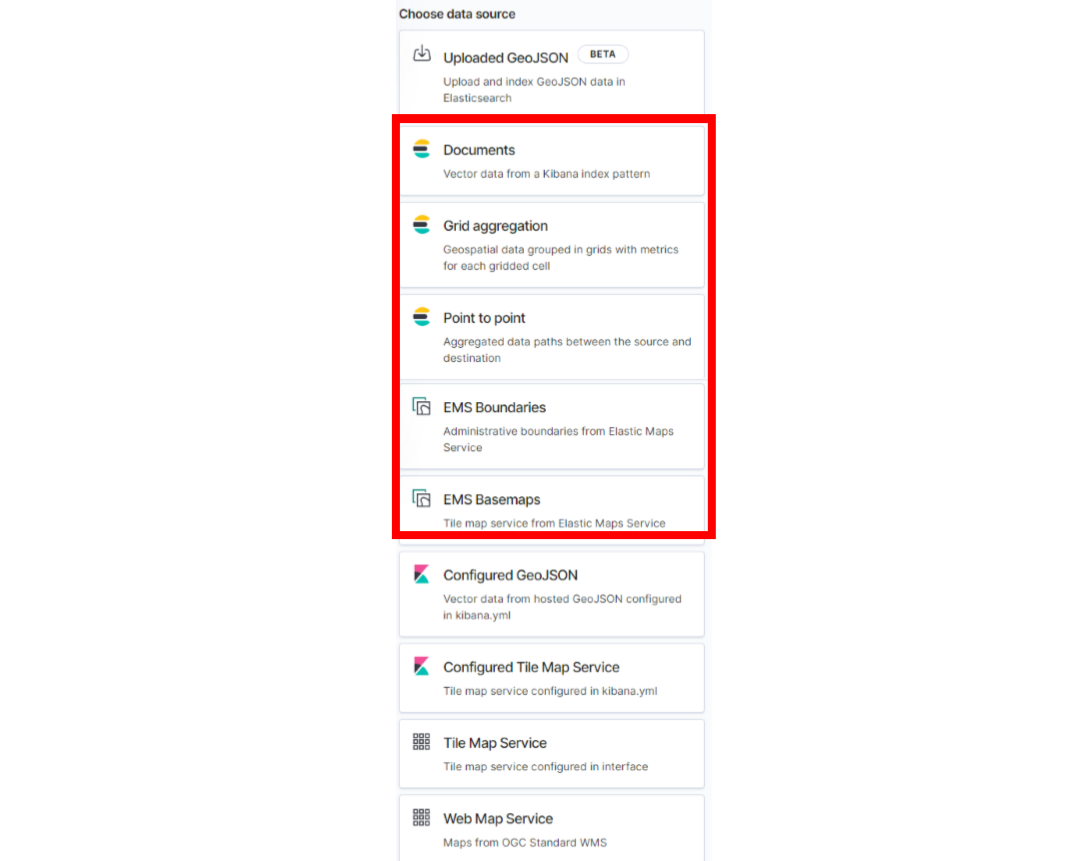 Choose data source
Uploaded GeoJSON BETA
Upload and index GeoJSON data in
Elasticsearch
Documents
Vector data from a Kibana index pattern
Grid aggregation
Geospatial data grouped in grids with metrics
for each gridded cell
Point to point
Aggregated data paths between the source and
destination
EMS Boundaries
Administrative boundaries from Elastic Maps
Service
EMS Basemaps
Tile map service from Elastic Maps Service
Configured GeoJSON
Vector data from hosted GeoJSON configured
in kibana.yml
Configured Tile Map Service
Tile map service configured in kibana.yml
Tile Map Service
Tile map service configured in interface
Web Map Service
Maps from OGC Standard WMS